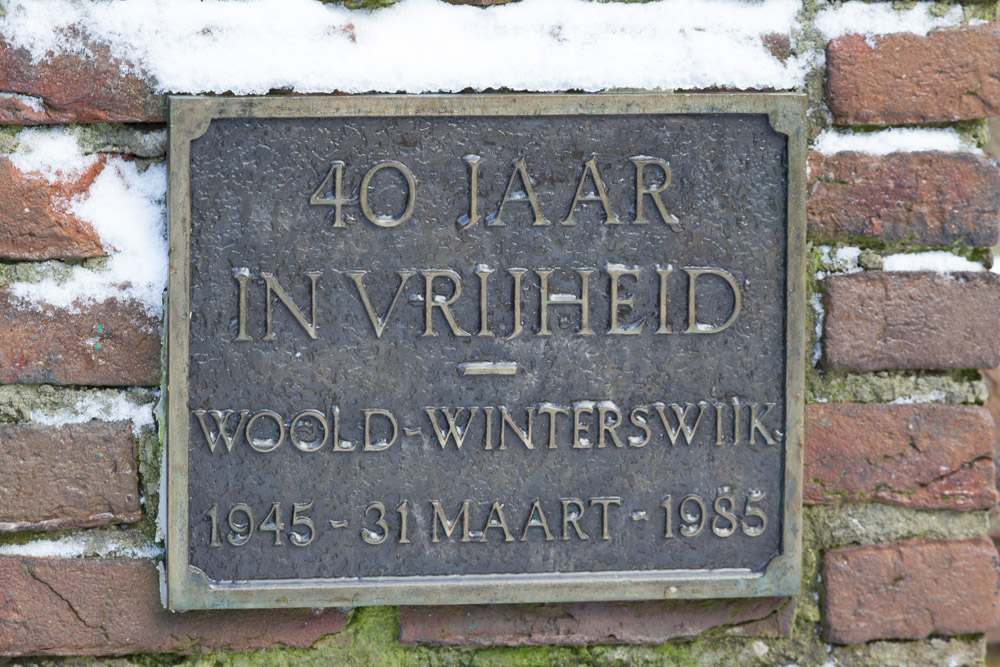 40 JAAR
IN VRIJHEID
—
WOOLD-WINTERSWIJK
1945-31 MAART-1985